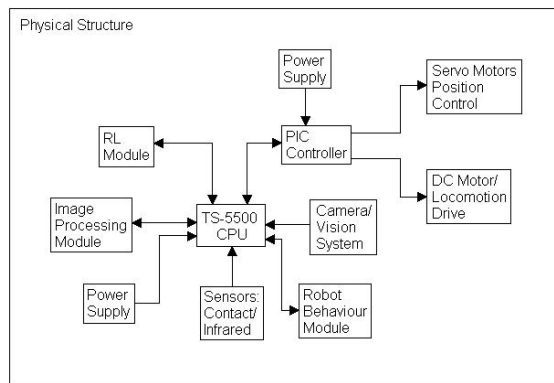 Physical Structure
Power
Supply
Servo Motors
Position
Control
RL
Module
PIC
Controller
DC Motor/
Locomotion
Drive
Image
Processing
Module
TS-5500
CPU
Camera/
Vision
System
Power
Supply
Sensors:
Contact/
Infrared
Robot
Behaviour
Module